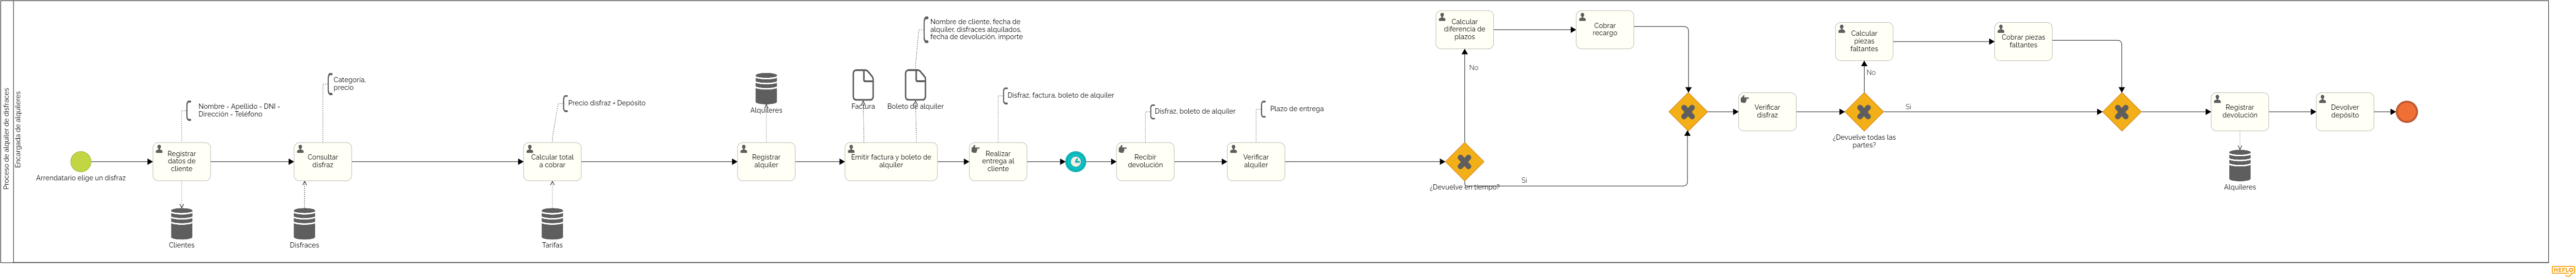 Proceso de alquiler de disfraces
Encargada de alquileres
Arrendatario elige un disfraz
Registrar
datos de
cliente
Nombre - Apellido - DNI -
Dirección - Teléfono
Clientes
Consultar
disfraz
Categoría,
precio
Disfraces
Calcular total
a cobrar
Precio disfraz + Depósito
Tarifas
Registrar
alquiler
Alquileres
Emitir factura y boleto de
alquiler
Factura
Boleto de alquiler
Nombre de cliente, fecha de
alquiler, disfraces alquilados,
fecha de devolución, importe
Realizar
entrega al
cliente
Disfraz, factura, boleto de alquiler
Recibir
devolución
Disfraz, boleto de alquiler
Verificar
alquiler
Plazo de entrega
¿Devuelve en tiempo?
No
Si
Calcular
diferencia de
plazos
Cobrar
recargo
Verificar
disfraz
¿Devuelve todas las
partes?
No
Si
Calcular
piezas
faltantes
Cobrar piezas
faltantes
Registrar
devolución
Alquileres
Devolver
depósito
HEFLO